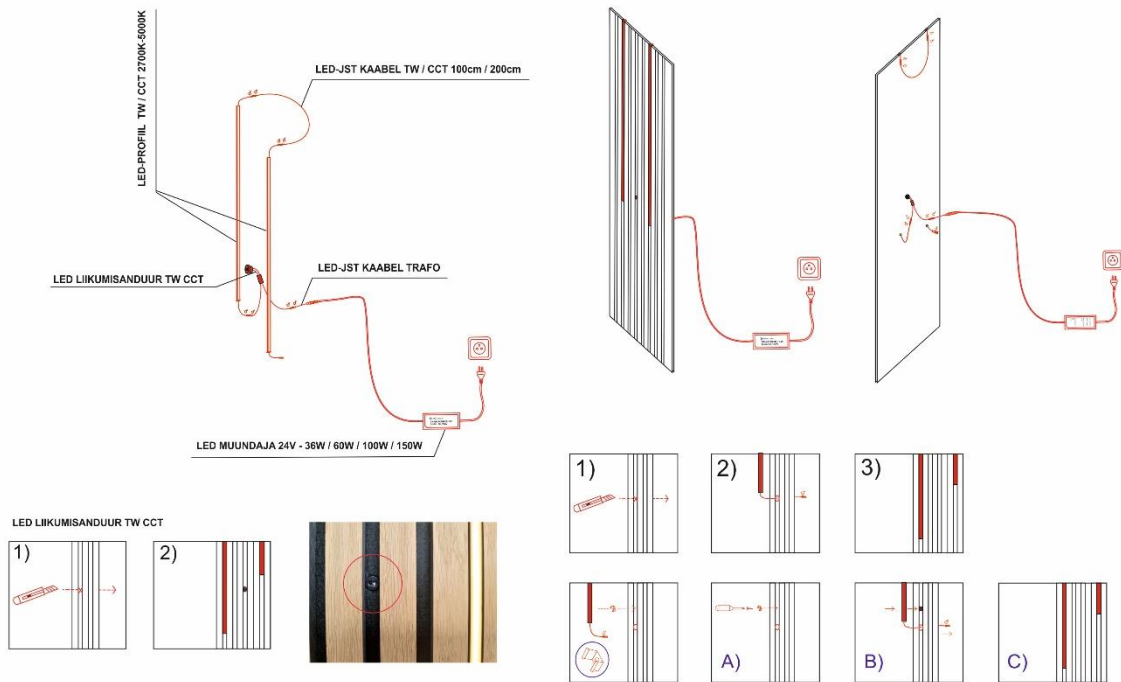 LED-PROFIIL TW / CCT 2700K-5000K
LED-JST KAABEL TW / CCT 100cm / 200cm
LED LIIKUMISANDUUR TW CCT
LED-JST KAABEL TRAFO
LED MUUNDAJA 24V - 36W / 60W / 100W / 150W
LED LIIKUMISANDUUR TW CCT
1)
2)
1)
2)
3)
A)
B)
C)